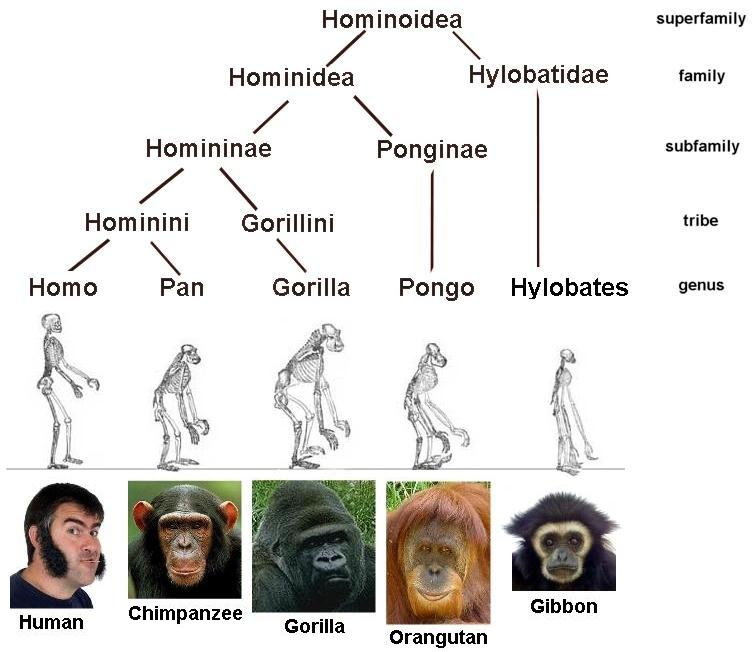 Hominoidea superfamily
Hominidea Hylobatidae family
Homininae Ponginae subfamily
Hominini Gorillini tribe
Homo Pan Gorilla Pongo Hylobates genus
Human Chimpanzee Gorilla Orangutan Gibbon